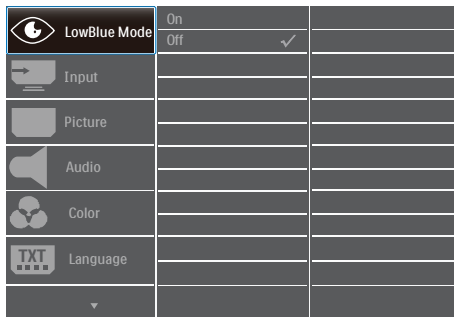 LowBlue Mode
On
Off
Input
Picture
Audio
Color
TXT
Language